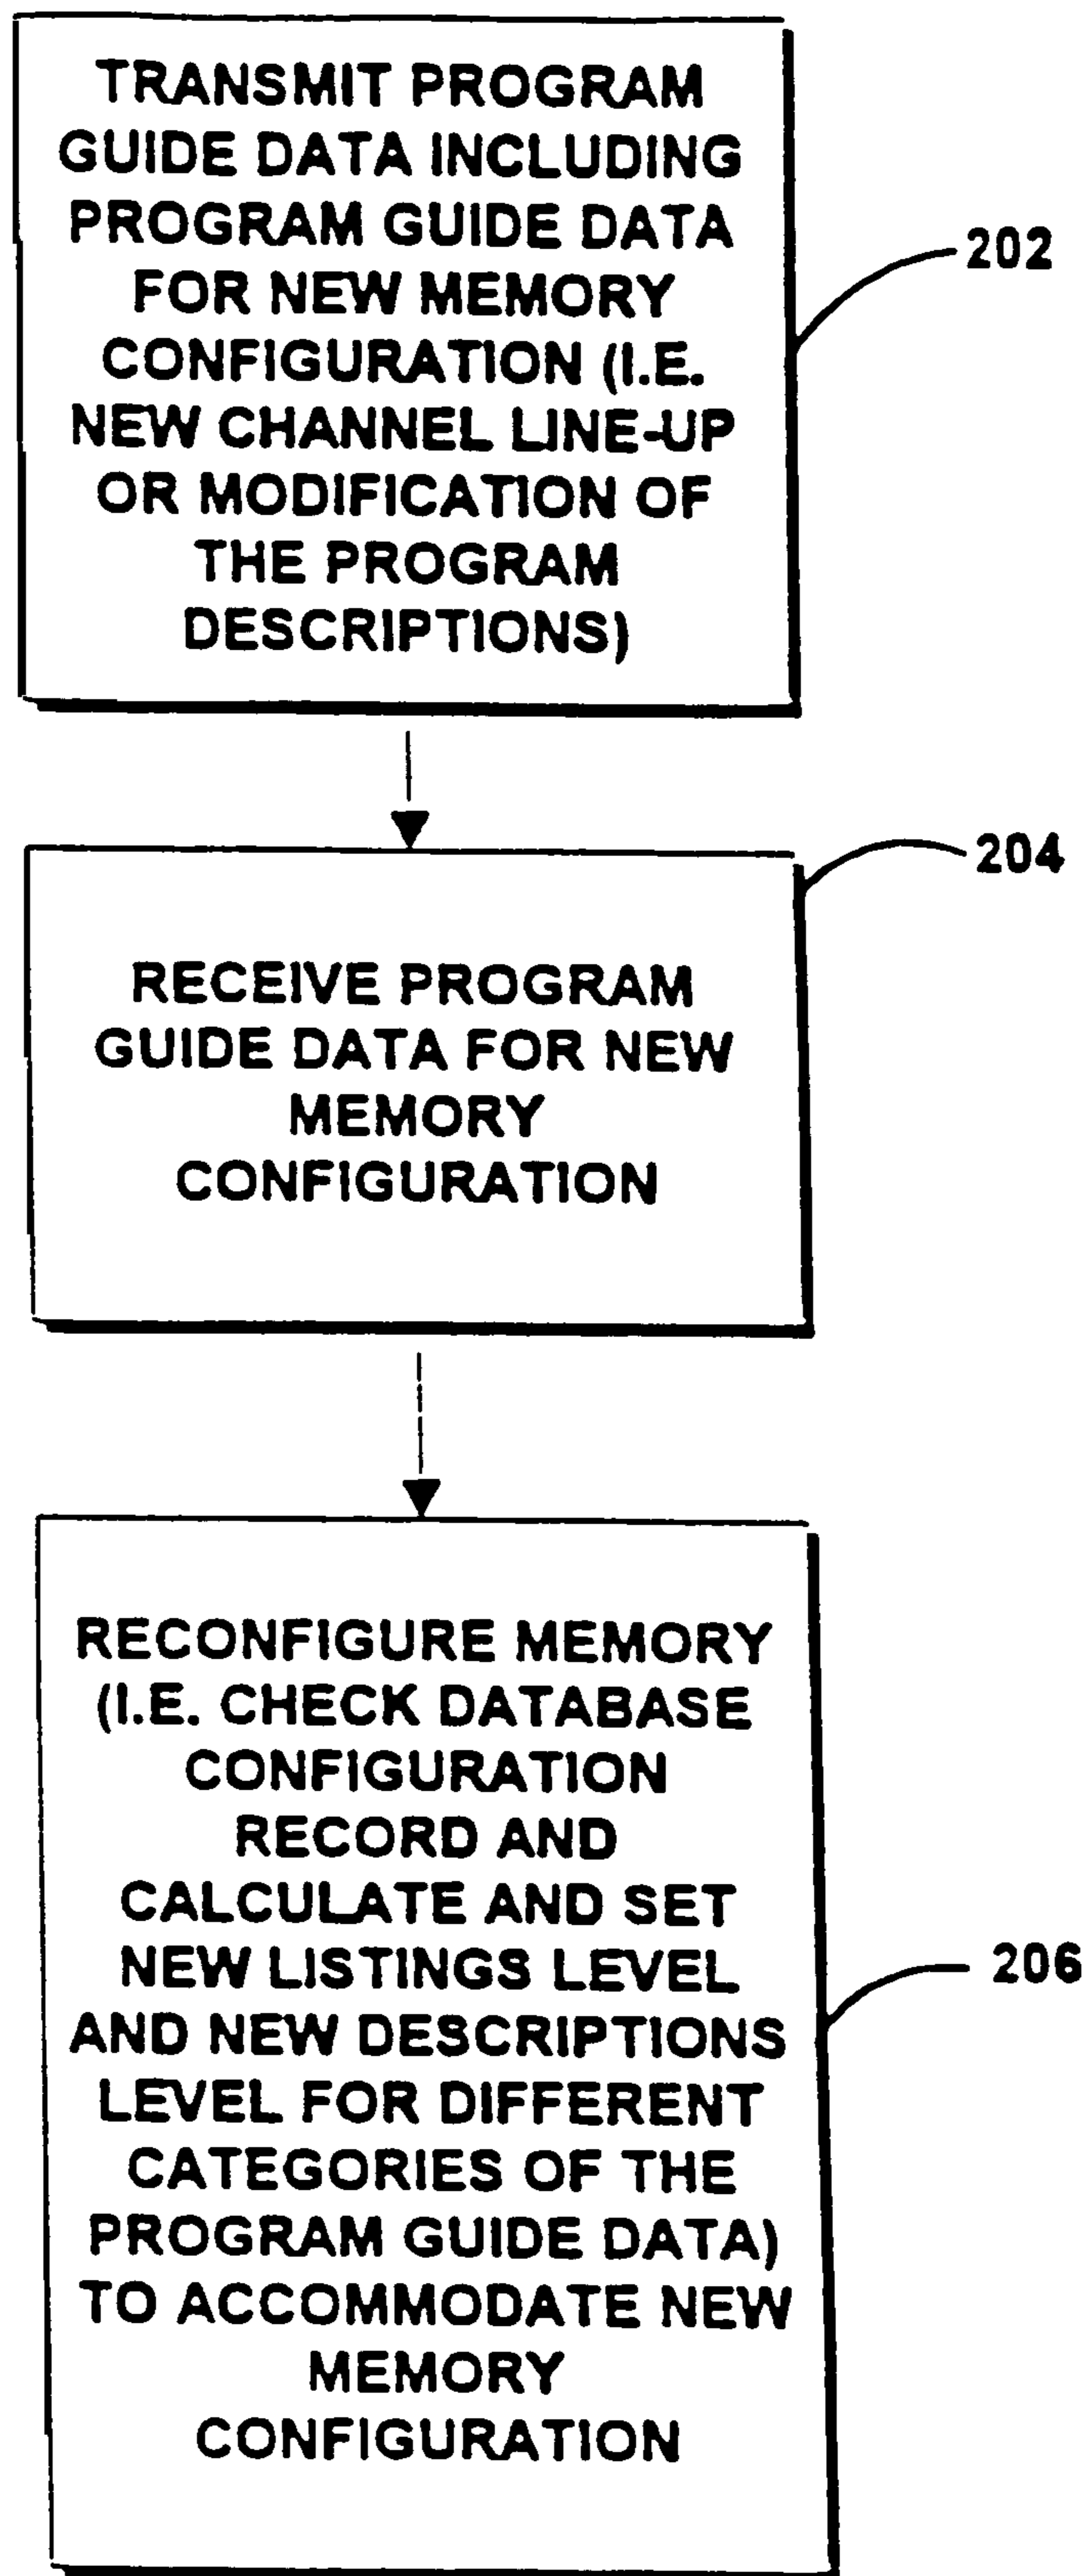 TRANSMIT PROGRAM
GUIDE DATA INCLUDING
PROGRAM GUIDE DATA
FOR NEW MEMORY
CONFIGURATION (I.E.
NEW CHANNEL LINE-UP
OR MODIFICATION OF
THE PROGRAM
DESCRIPTIONS)
202
204
RECEIVE PROGRAM
GUIDE DATA FOR NEW
MEMORY
CONFIGURATION
RECONFIGURE MEMORY
(I.E. CHECK DATABASE
CONFIGURATION
RECORD AND
CALCULATE AND SET
NEW LISTINGS LEVEL
AND NEW DESCRIPTIONS
LEVEL FOR DIFFERENT
CATEGORIES OF THE
PROGRAM GUIDE DATA)
TO ACCOMMODATE NEW
MEMORY
CONFIGURATION
206